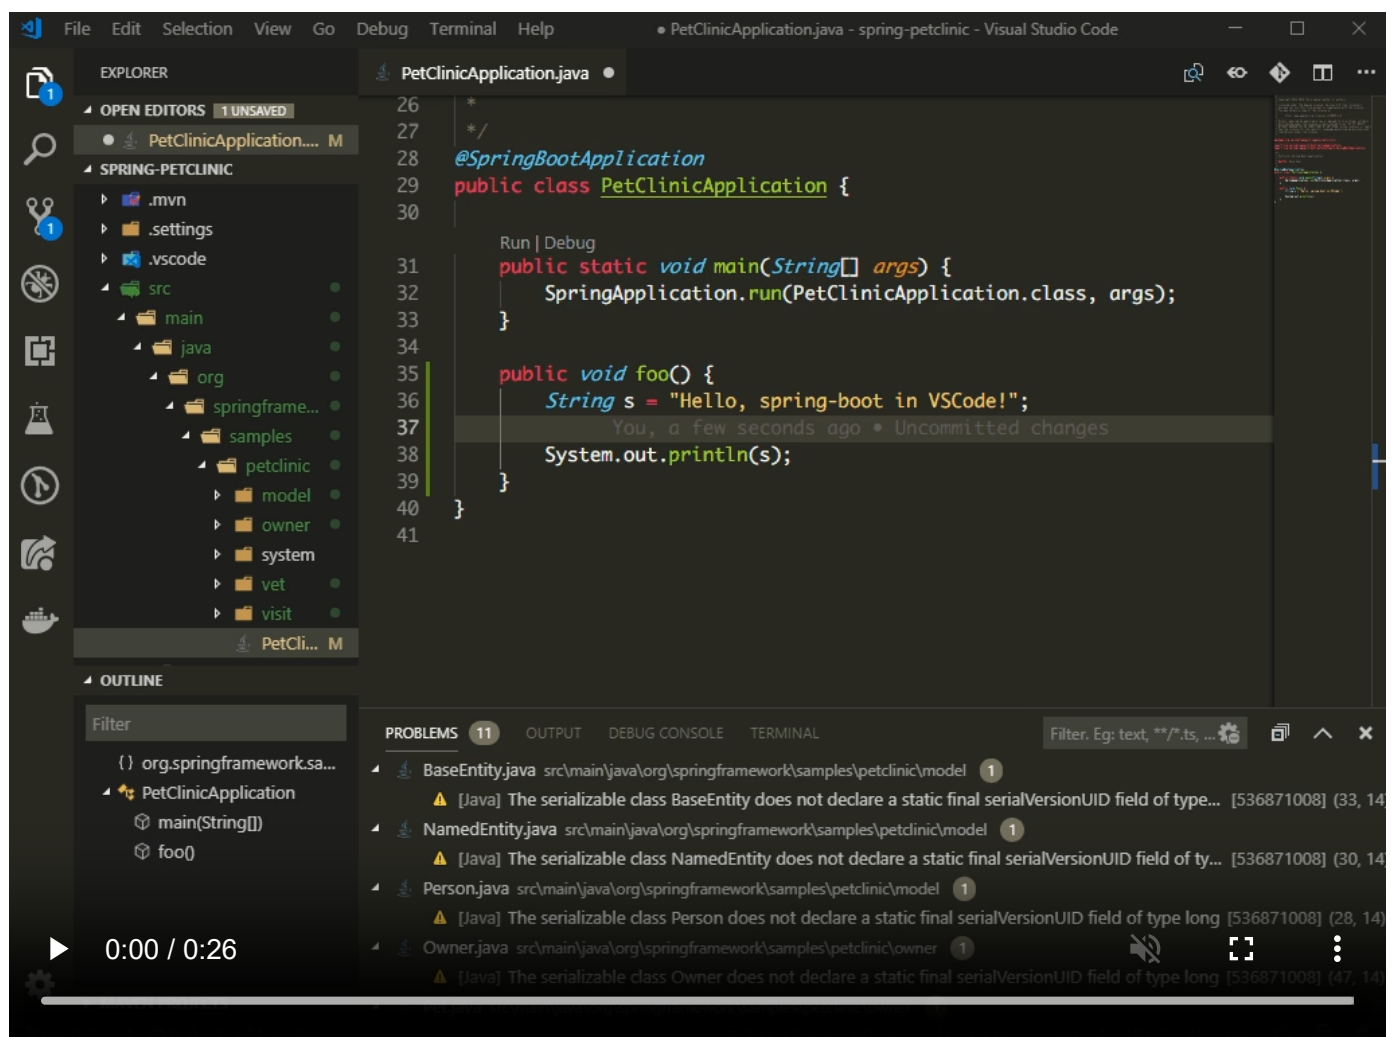 File Edit Selection View Go Debug Terminal Help ● PetClinicApplication.java - spring-petclinic - Visual Studio Code
EXPLORER
OPEN EDITORS 1 UNSAVED
● PetClinicApplication.... M
SPRING-PETCLINIC
.mvn
.settings
.vscode
src
main
java
org
springframe...
samples
petclinic
model
owner
system
vet
visit
PetCli... M
OUTLINE
Filter
{} org.springframework.sa...
PetClinicApplication
main(String[])
foo()
1
1
PetClinicApplication.java ●
26 *
27 */
28 @SpringBootApplication
29 public class PetClinicApplication {
30
Run | Debug
31 public static void main(String[] args) {
32 SpringApplication.run(PetClinicApplication.class, args);
33 }
34
35 public void foo() {
36 String s = "Hello, spring-boot in VSCode!";
37 You, a few seconds ago • Uncommitted changes
38 System.out.println(s);
39 }
40 }
41
PROBLEMS 11 OUTPUT DEBUG CONSOLE TERMINAL Filter. Eg: text, **/*.ts, ...
BaseEntity.java src\main\java\org\springframework\samples\petclinic\model 1
[Java] The serializable class BaseEntity does not declare a static final serialVersionUID field of type... [536871008] (33, 14)
NamedEntity.java src\main\java\org\springframework\samples\petclinic\model 1
[Java] The serializable class NamedEntity does not declare a static final serialVersionUID field of ty... [536871008] (30, 14)
Person.java src\main\java\org\springframework\samples\petclinic\model 1
[Java] The serializable class Person does not declare a static final serialVersionUID field of type long [536871008] (28, 14)
Owner.java src\main\java\org\springframework\samples\petclinic\owner 1
[Java] The serializable class Owner does not declare a static final serialVersionUID field of type long [536871008] (47, 14)
0:00 / 0:26